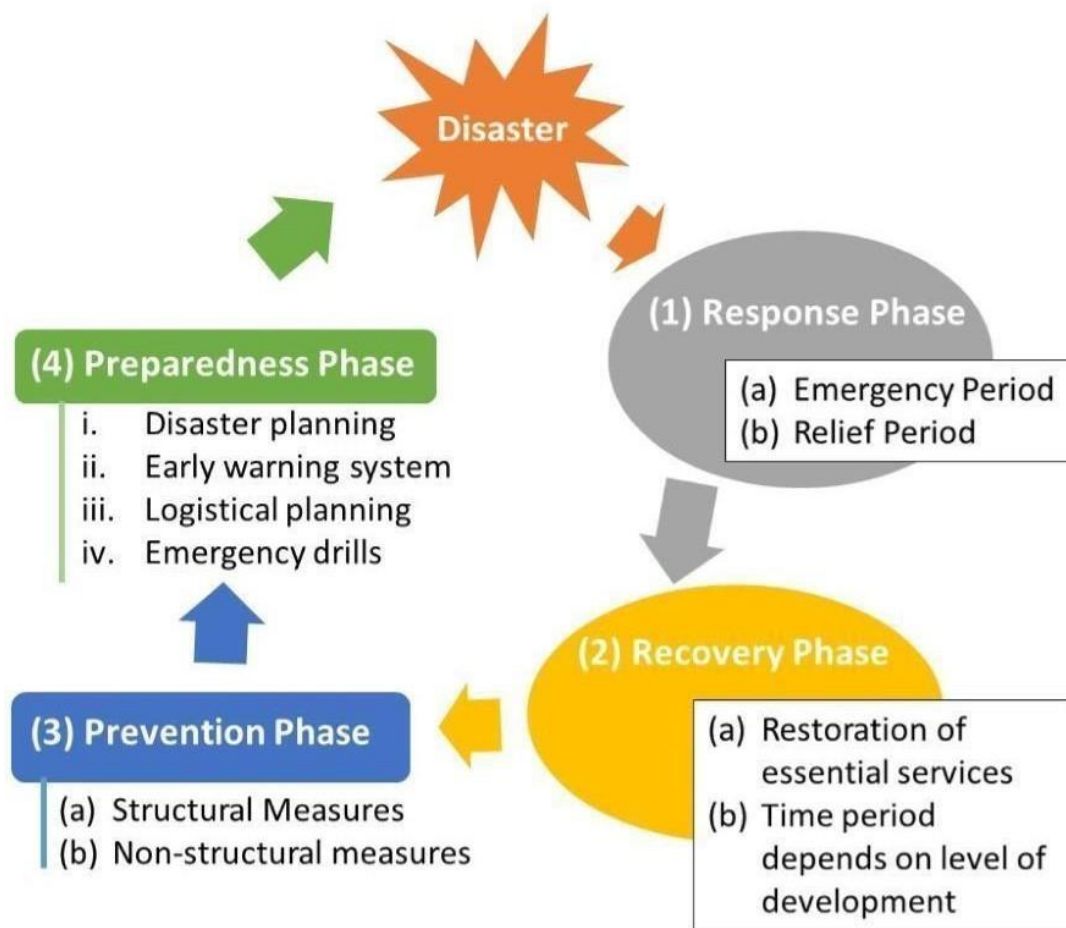 Disaster
(1) Response Phase
(a) Emergency Period
(b) Relief Period
(2) Recovery Phase
(a) Restoration of
essential services
(b) Time period
depends on level of
development
(3) Prevention Phase
(a) Structural Measures
(b) Non-structural measures
(4) Preparedness Phase
i. Disaster planning
ii. Early warning system
iii. Logistical planning
iv. Emergency drills